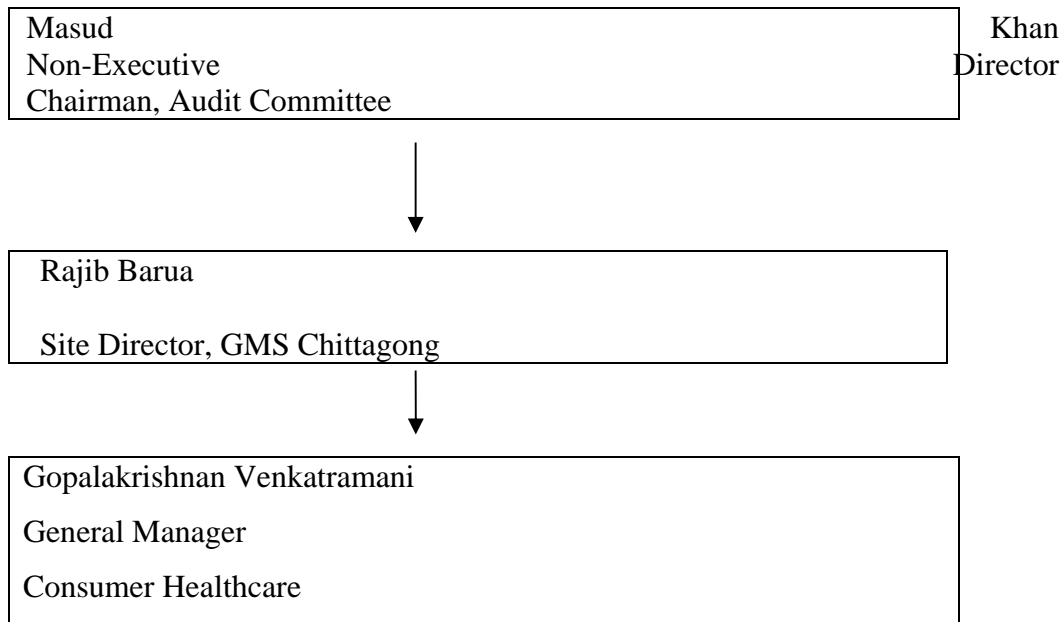 Masud Khan
Non-Executive Director
Chairman, Audit Committee
Rajib Barua
Site Director, GMS Chittagong
Gopalakrishnan Venkatramani
General Manager
Consumer Healthcare